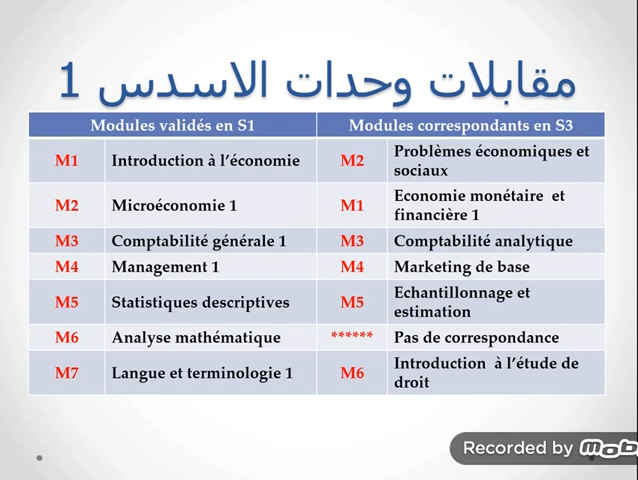 مقابلات وحدات الاسدس 1
Modules validés en S1 Modules correspondants en S3
M1 Introduction à l’économie M2 Problèmes économiques et
sociaux
M2 Microéconomie 1 M1 Economie monétaire et
financière 1
M3 Comptabilité générale 1 M3 Comptabilité analytique
M4 Management 1 M4 Marketing de base
M5 Statistiques descriptives M5 Echantillonnage et
estimation
M6 Analyse mathématique ****** Pas de correspondance
M7 Langue et terminologie 1 M6 Introduction à l’étude de
droit
Recorded by